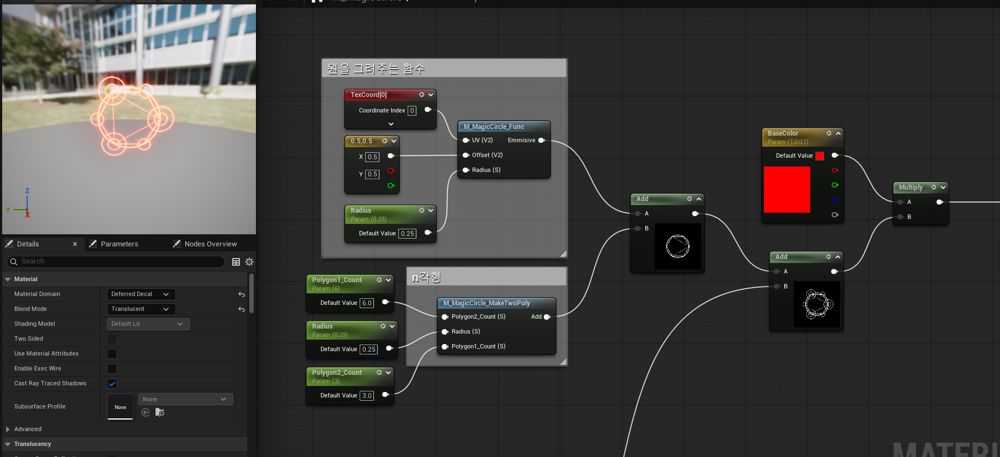 원을 그려주는 함수
TexCoord[0]
Coordinate Index 0
0.5,0.5
X 0.5
Y 0.5
Radius
Param (0.25)
Default Value 0.25
M_MagicCircle_Func
UV (V2) Emmisive
Offset (V2)
Radius (S)
Polygon1_Count
Param (6)
Default Value 6.0
Radius
Param (0.25)
Default Value 0.25
Polygon2_Count
Param (3)
Default Value 3.0
n각형
M_MagicCircle_MakeTwoPoly
Polygon2_Count (S) Add
Radius (S)
Polygon1_Count (S)
Add
A
B
BaseColor
Param (1,0,0,1)
Default Value
Add
A
B
Multiply
A
B
Z
Y
X
Details Parameters Nodes Overview
Search
Material
Material Domain Deferred Decal
Blend Mode Translucent
Shading Model Default Lit
Two Sided
Use Material Attributes
Enable Exec Wire
Cast Ray Traced Shadows
Subsurface Profile None None
Advanced
Translucency